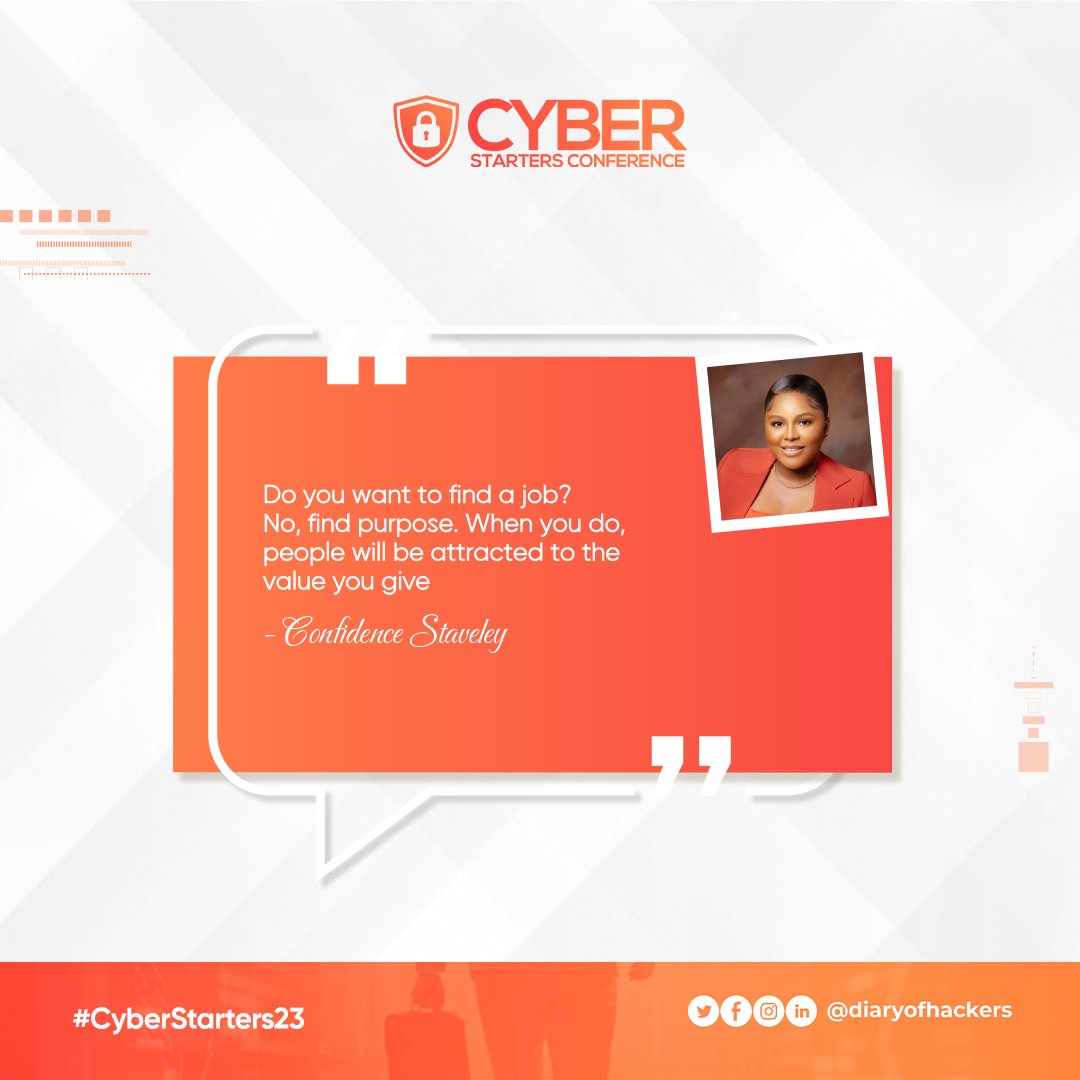 CYBER
STARTERS CONFERENCE
“
Do you want to find a job?
No, find purpose. When you do,
people will be attracted to the
value you give
- Confidence Staveley
”
#CyberStarters23
@diaryofhackers